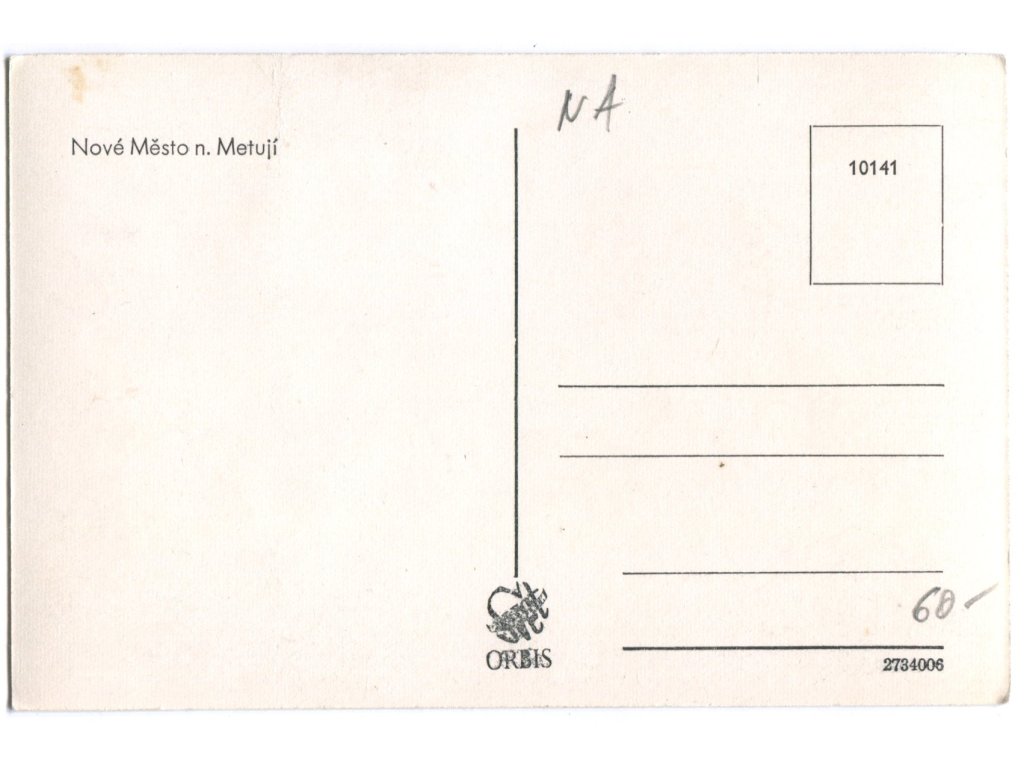 Nové Město n. Metují
NA
10141
60-
ORBIS
2734006